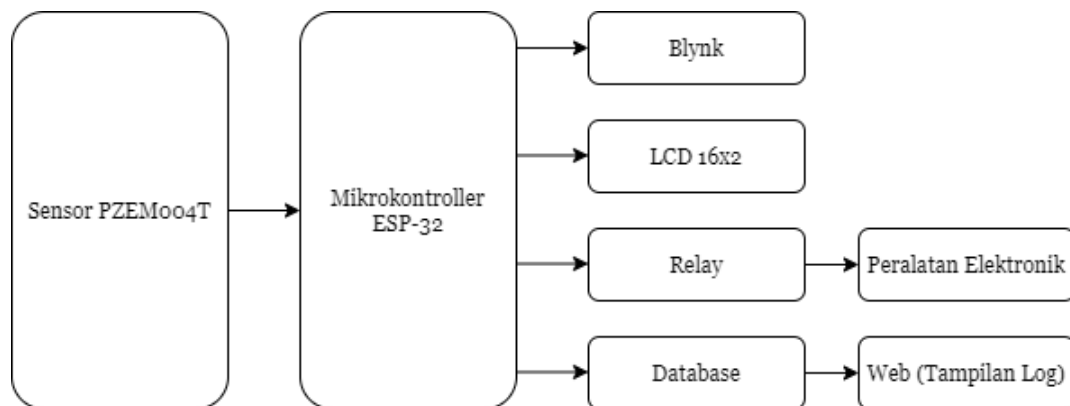 Sensor PZEM004T
Mikrokontroller
ESP-32
Blynk
LCD 16x2
Relay
Peralatan Elektronik
Database
Web (Tampilan Log)